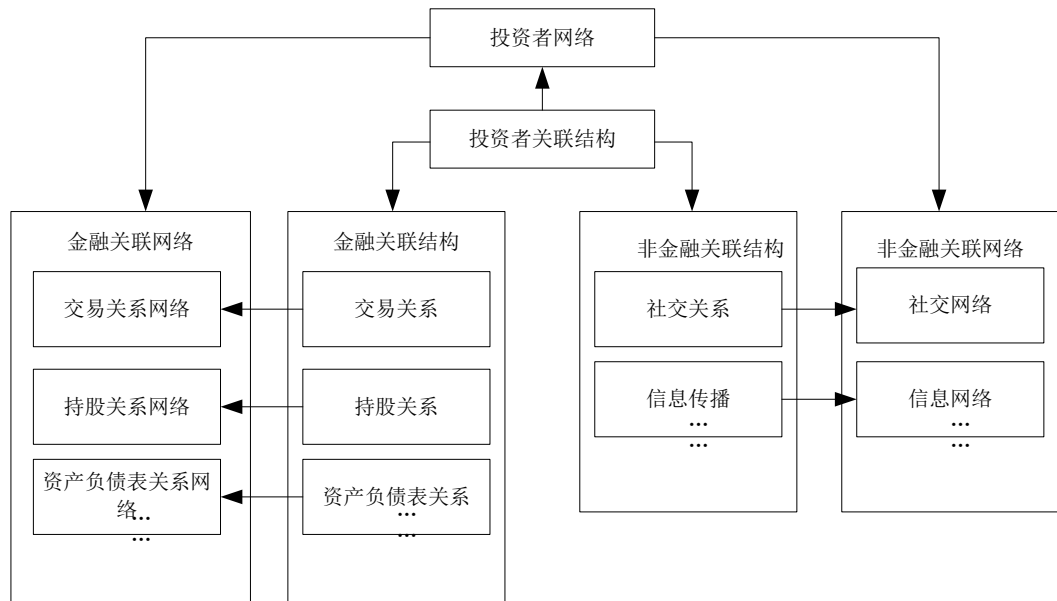 投资者网络
投资者关联结构
金融关联网络
交易关系网络
持股关系网络
资产负债表关系网
络
...
...
金融关联结构
交易关系
持股关系
资产负债表关系
...
...
非金融关联结构
社交关系
信息传播
...
...
非金融关联网络
社交网络
信息网络
...
...